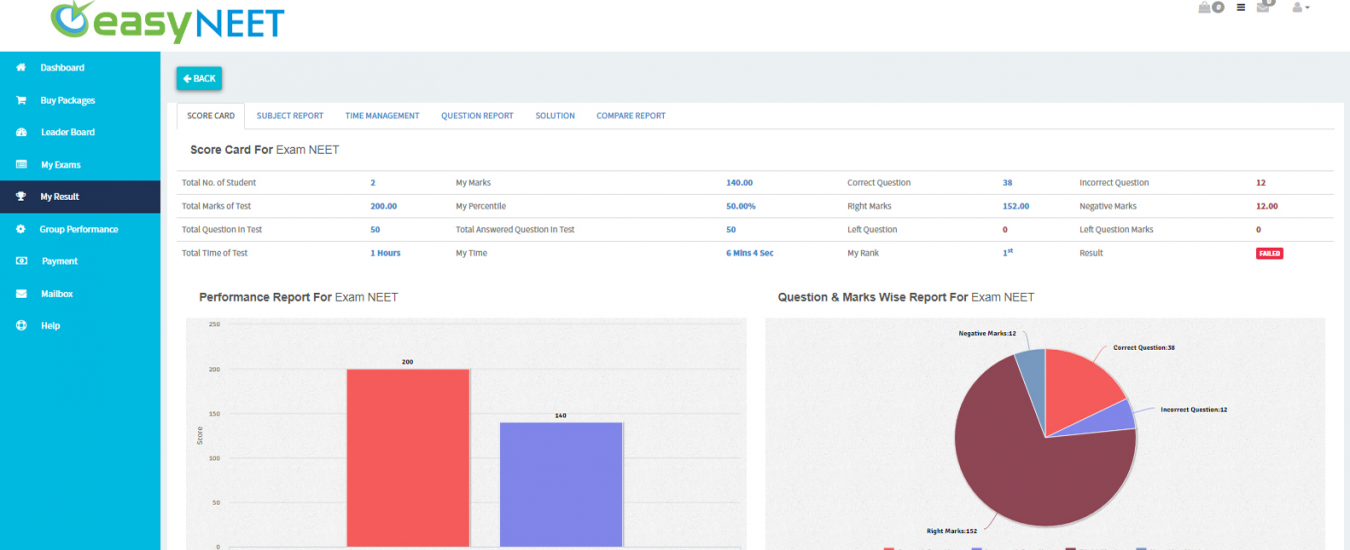 easyNEET
0
0
Dashboard
Buy Packages
Leader Board
My Exams
My Result
Group Performance
Payment
Mailbox
Help
BACK
SCORE CARD SUBJECT REPORT TIME MANAGEMENT QUESTION REPORT SOLUTION COMPARE REPORT
Score Card For Exam NEET
Total No. of Student 2 My Marks 140.00 Correct Question 38 Incorrect Question 12
Total Marks of Test 200.00 My Percentile 50.00% Right Marks 152.00 Negative Marks 12.00
Total Question in Test 50 Total Answered Question in Test 50 Left Question 0 Left Question Marks 0
Total Time of Test 1 Hours My Time 6 Mins 4 Sec My Rank 1st Result FAILED
Performance Report For Exam NEET
250
200
150
100
50
0
Score
200
140
Question & Marks Wise Report For Exam NEET
Negative Marks:12
Correct Question:38
Incorrect Question:12
Right Marks:152